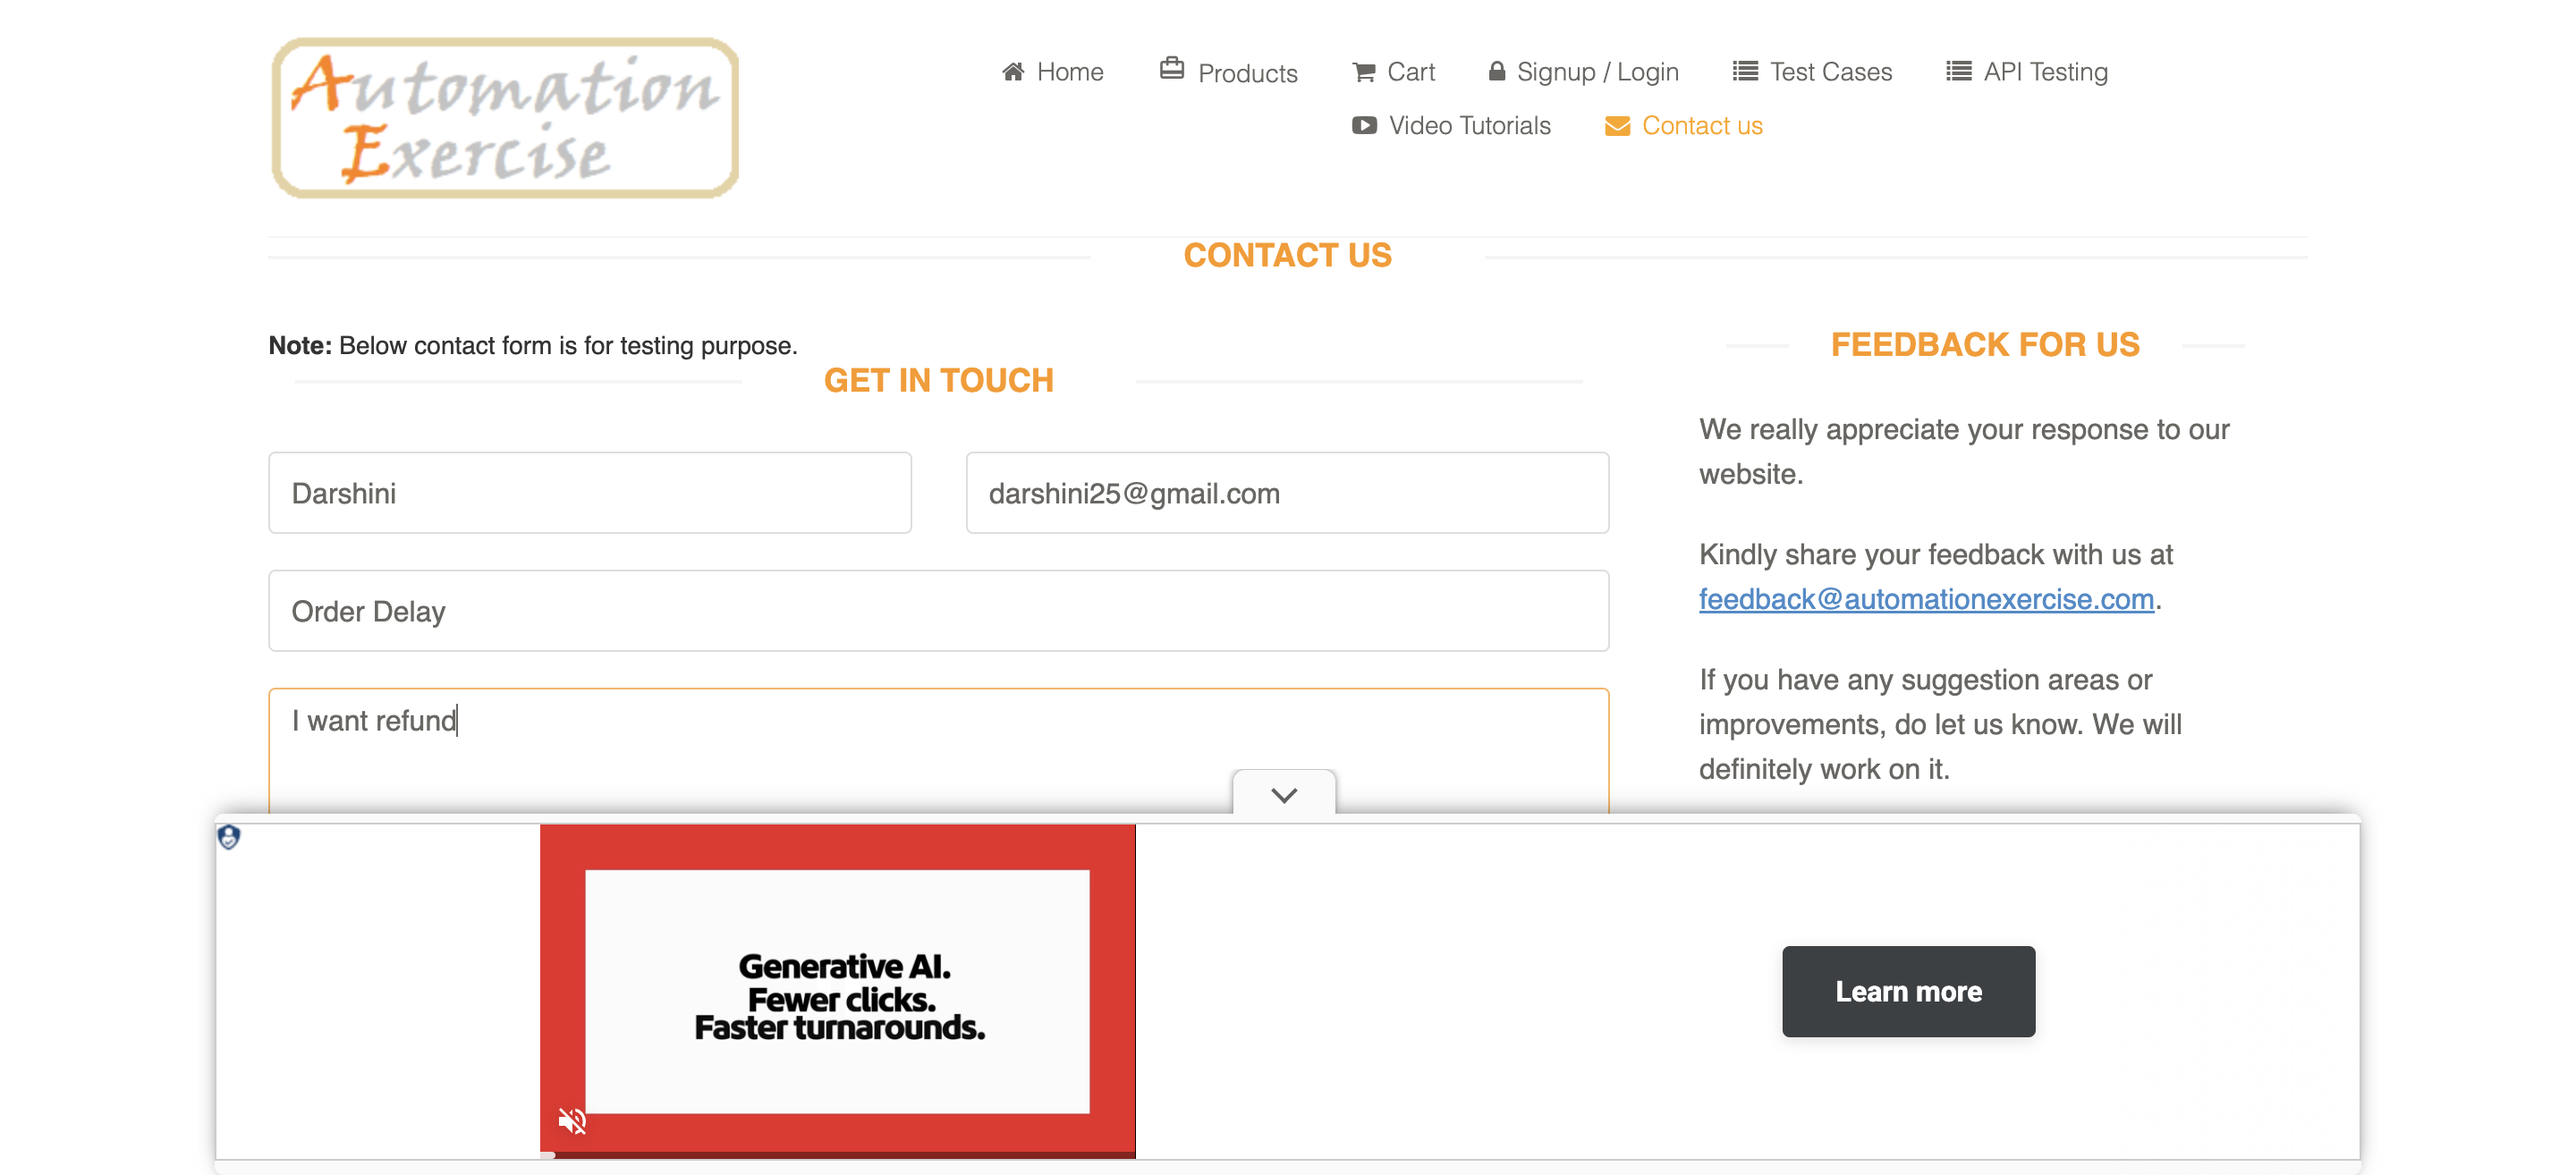 Automation
Exercise
Home
Products
Cart
Signup / Login
Test Cases
API Testing
Video Tutorials
Contact us
CONTACT US
Note: Below contact form is for testing purpose.
GET IN TOUCH
Darshini
darshini25@gmail.com
Order Delay
I want refund
FEEDBACK FOR US
We really appreciate your response to our
website.
Kindly share your feedback with us at
feedback@automationexercise.com.
If you have any suggestion areas or
improvements, do let us know. We will
definitely work on it.
Generative AI.
Fewer clicks.
Faster turnarounds.
Learn more